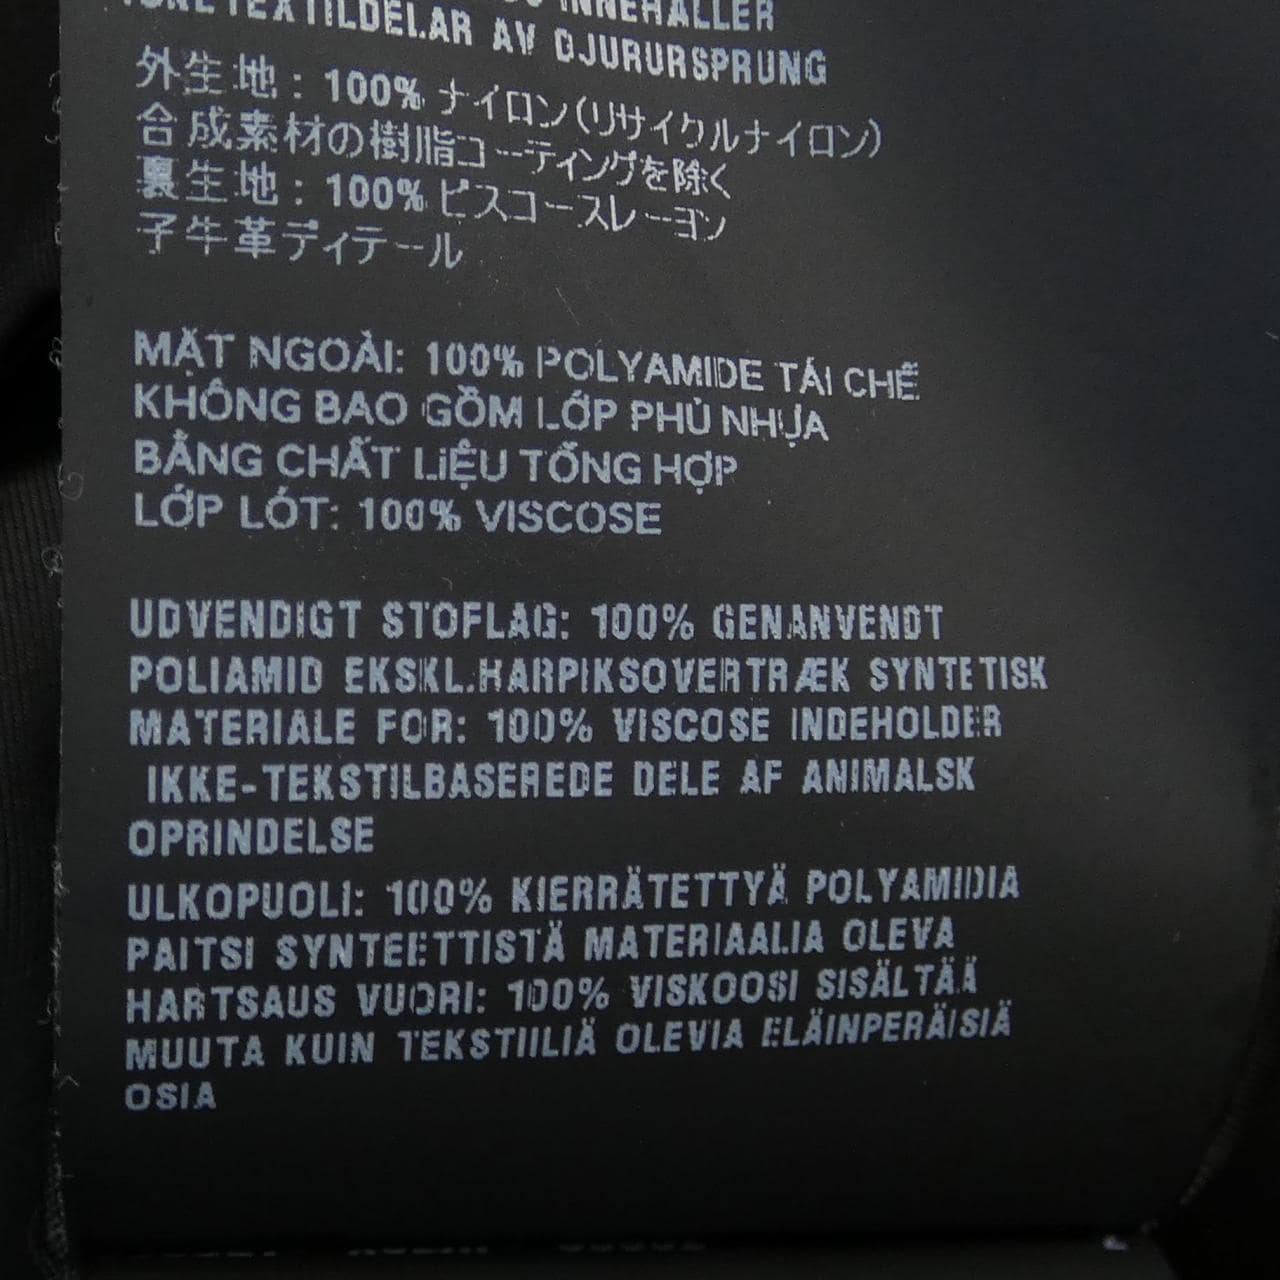 INNEHÅLLER
ICKETEXTILDELAR AV DJURURSPRUNG
外生地：100% ナイロン(リサイクルナイロン)
合成素材の樹脂コーティングを除く
裏生地：100% ビスコースレーヨン
子牛革ディテール
MẶT NGOÀI: 100% POLYAMIDE TÁI CHẾ
KHÔNG BAO GỒM LỚP PHỦ NHỰA
BẰNG CHẤT LIỆU TỔNG HỢP
LỚP LÓT: 100% VISCOSE
UDVENDIGT STOFLAG: 100% GENANVENDT
POLIAMID EKSKL.HARPIKSOVERTRÆK SYNTETISK
MATERIALE FOR: 100% VISCOSE INDEHOLDER
IKKE-TEKSTILBASEREDE DELE AF ANIMALSK
OPRINDELSE
ULKOPUOLI: 100% KIERRÄTETTYÄ POLYAMIDIA
PAITSI SYNTEETTISTÄ MATERIAALIA OLEVA
HARTSAUS VUORI: 100% VISKOOSI SISÄLTÄÄ
MUUTA KUIN TEKSTIILIÄ OLEVIA ELÄINPERÄISIÄ
OSIA